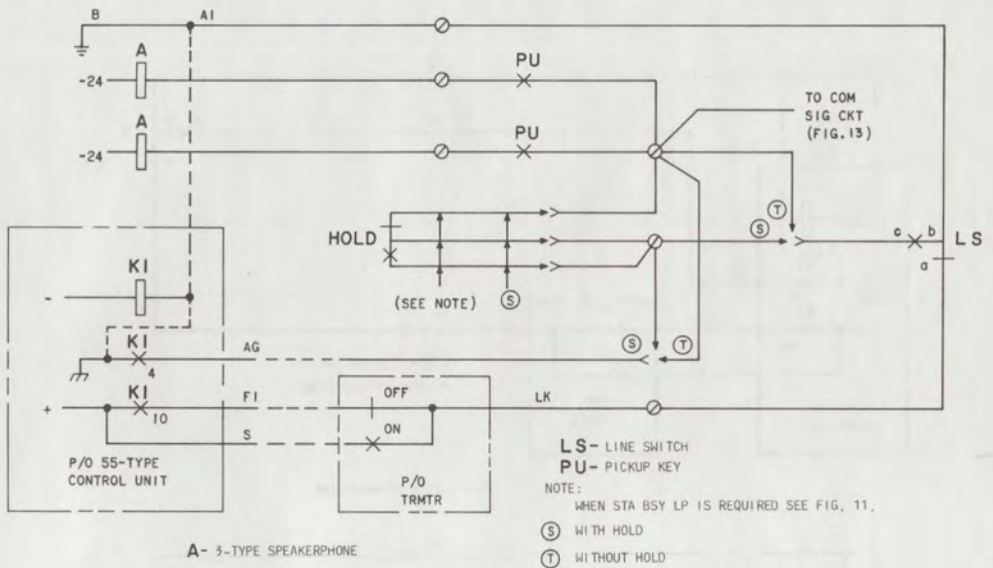 B A1
A PU
-24
TO COM
SIG CKT
(FIG.13)
A PU
-24
T
HOLD S c b LS
a
K1
- (SEE NOTE) S
K1 AG S T
4
K1 F1 OFF LK
+ 10
S ON
P/O 55-TYPE
CONTROL UNIT
P/O
TRMTR
LS- LINE SWITCH
PU- PICKUP KEY
NOTE:
WHEN STA BSY LP IS REQUIRED SEE FIG. 11.
S WITH HOLD
A- 3-TYPE SPEAKERPHONE
T WITHOUT HOLD